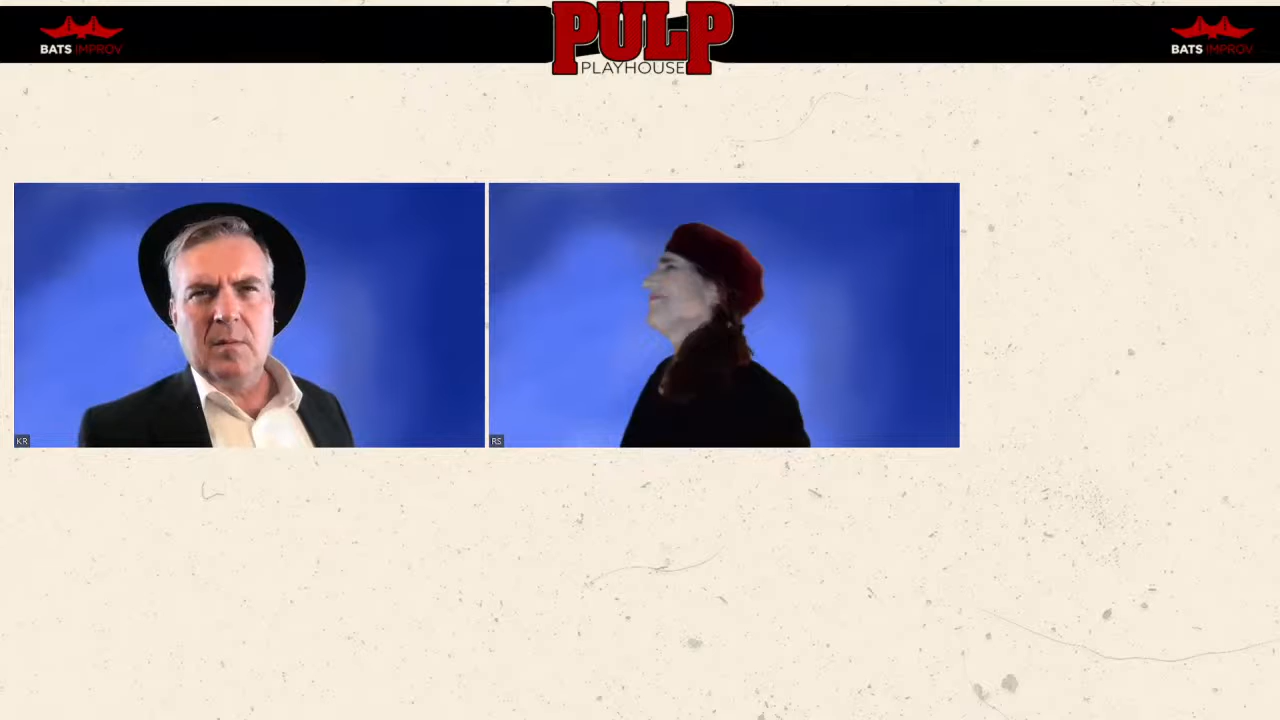 BATS IMPROV
PULP
PLAYHOUSE
BATS IMPROV
KR
RS